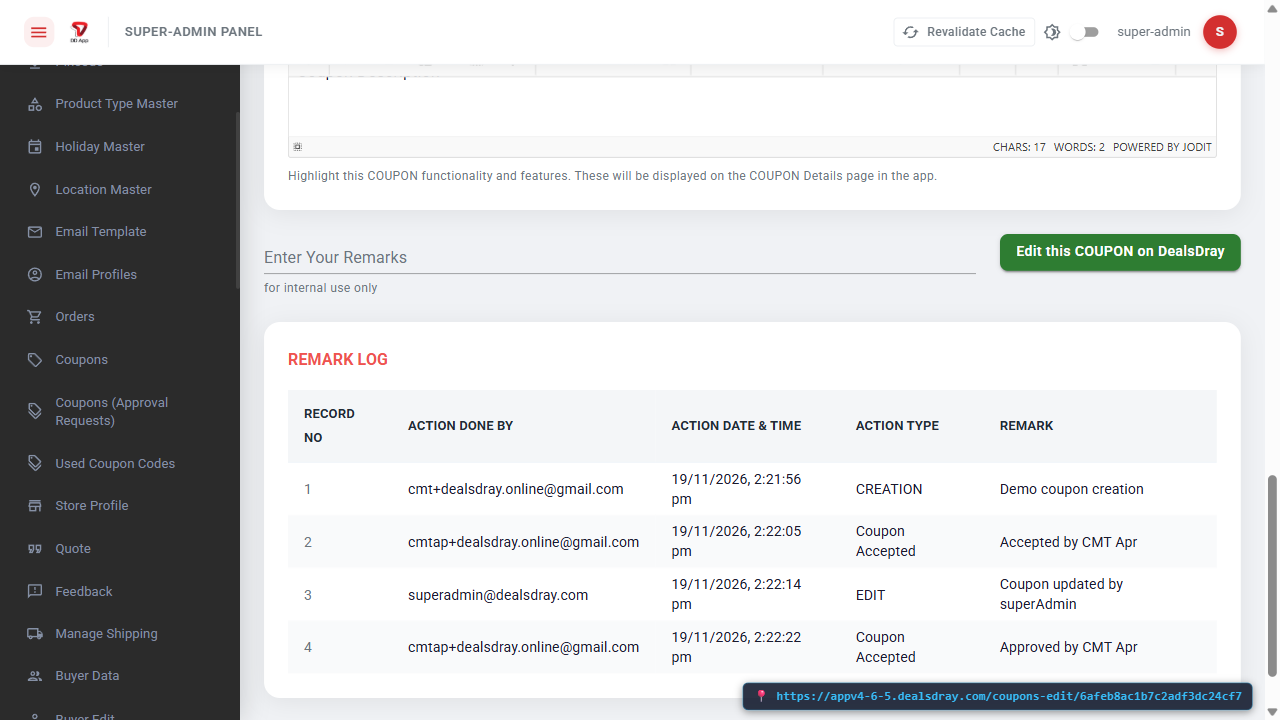 DD App
SUPER-ADMIN PANEL
Revalidate Cache
super-admin
S
Product Type Master
Holiday Master
Location Master
Email Template
Email Profiles
Orders
Coupons
Coupons (Approval
Requests)
Used Coupon Codes
Store Profile
Quote
Feedback
Manage Shipping
Buyer Data
Buyer Edit
CHARS: 17 WORDS: 2 POWERED BY JODIT
Highlight this COUPON functionality and features. These will be displayed on the COUPON Details page in the app.
Enter Your Remarks
for internal use only
Edit this COUPON on DealsDray
REMARK LOG
RECORD
NO
ACTION DONE BY
ACTION DATE & TIME
ACTION TYPE
REMARK
1 cmt+dealsdray.online@gmail.com 19/11/2026, 2:21:56
pm
CREATION
Demo coupon creation
2 cmtap+dealsdray.online@gmail.com 19/11/2026, 2:22:05
pm
Coupon
Accepted
Accepted by CMT Apr
3 superadmin@dealsdray.com 19/11/2026, 2:22:14
pm
EDIT
Coupon updated by
superAdmin
4 cmtap+dealsdray.online@gmail.com 19/11/2026, 2:22:22
pm
Coupon
Accepted
Approved by CMT Apr
https://appv4-6-5.dealsdray.com/coupons-edit/6afeb8ac1b7c2adf3dc24cf7